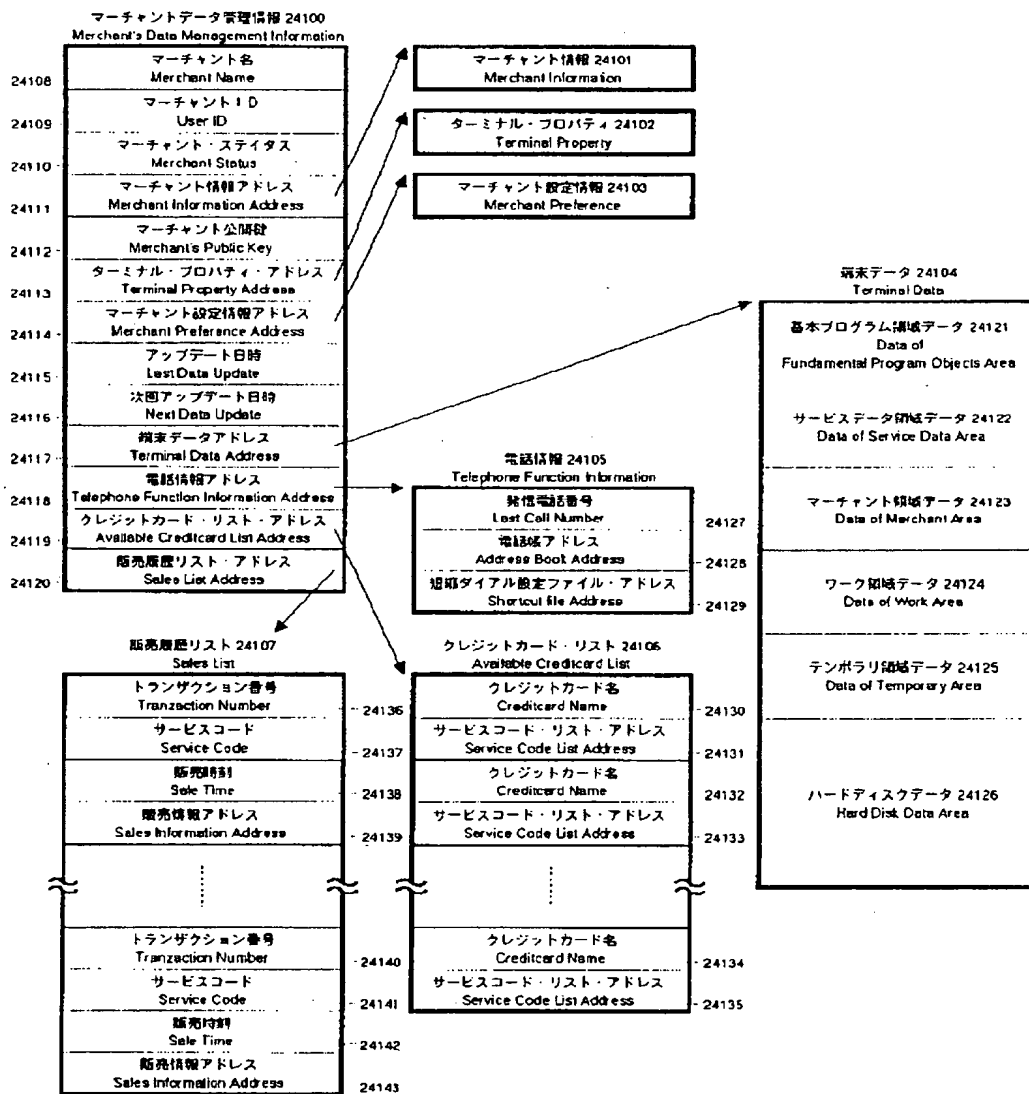 マーチャントデータ管理情報 24100
Merchant's Data Management Information
24108
マーチャント名
Merchant Name
24109
マーチャントID
User ID
24110
マーチャント・ステイタス
Merchant Status
24111
マーチャント情報アドレス
Merchant Information Address
24112
マーチャント公開鍵
Merchant's Public Key
24113
ターミナル・プロパティ・アドレス
Terminal Property Address
24114
マーチャント設定情報アドレス
Merchant Preference Address
24115
アップデート日時
Last Data Update
24116
次回アップデート日時
Next Data Update
24117
端末データアドレス
Terminal Data Address
24118
電話情報アドレス
Telephone Function Information Address
24119
クレジットカード・リスト・アドレス
Available Creditcard List Address
24120
販売履歴リスト・アドレス
Sales List Address
マーチャント情報 24101
Merchant Information
ターミナル・プロパティ 24102
Terminal Property
マーチャント設定情報 24103
Merchant Preference
端末データ 24104
Terminal Data
基本プログラム領域データ 24121
Data of
Fundamental Program Objects Area
サービスデータ領域データ 24122
Data of Service Data Area
マーチャント領域データ 24123
Data of Merchant Area
ワーク領域データ 24124
Data of Work Area
テンポラリ領域データ 24125
Data of Temporary Area
ハードディスクデータ 24126
Hard Disk Data Area
電話情報 24105
Telephone Function Information
発信電話番号
Last Call Number
24127
電話帳アドレス
Address Book Address
24128
短縮ダイアル設定ファイル・アドレス
Shortcut file Address
24129
販売履歴リスト 24107
Sales List
トランザクション番号
Tranzaction Number
24136
サービスコード
Service Code
24137
販売時刻
Sale Time
24138
販売情報アドレス
Sales Information Address
24139
トランザクション番号
Tranzaction Number
24140
サービスコード
Service Code
24141
販売時刻
Sale Time
24142
販売情報アドレス
Sales Information Address
24143
クレジットカード・リスト 24106
Available Creditcard List
クレジットカード名
Creditcard Name
24130
サービスコード・リスト・アドレス
Service Code List Address
24131
クレジットカード名
Creditcard Name
24132
サービスコード・リスト・アドレス
Service Code List Address
24133
クレジットカード名
Creditcard Name
24134
サービスコード・リスト・アドレス
Service Code List Address
24135